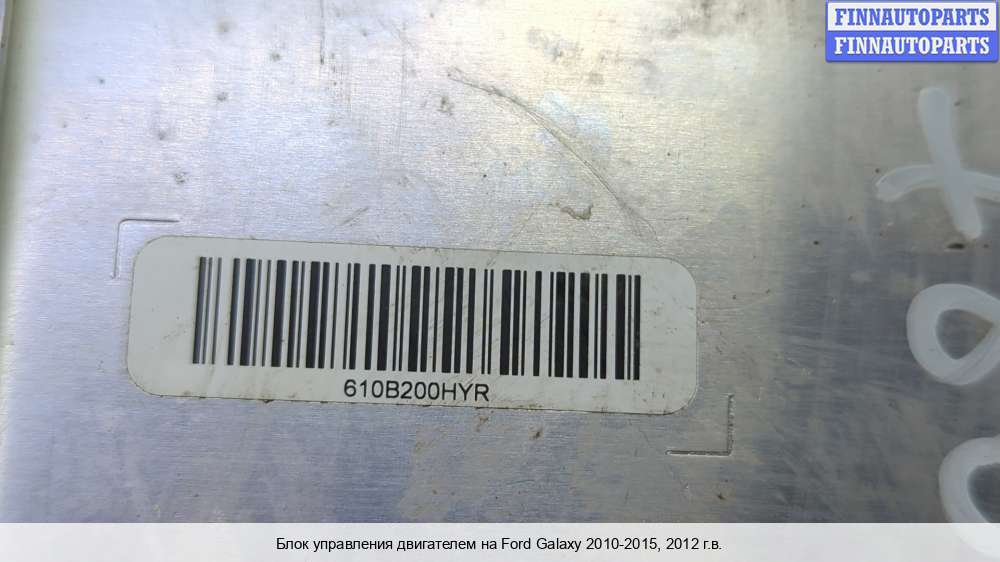 FINNAUTOPARTS
FINNAUTOPARTS
610B200HYR
Блок управления двигателем на Ford Galaxy 2010-2015, 2012 г.в.